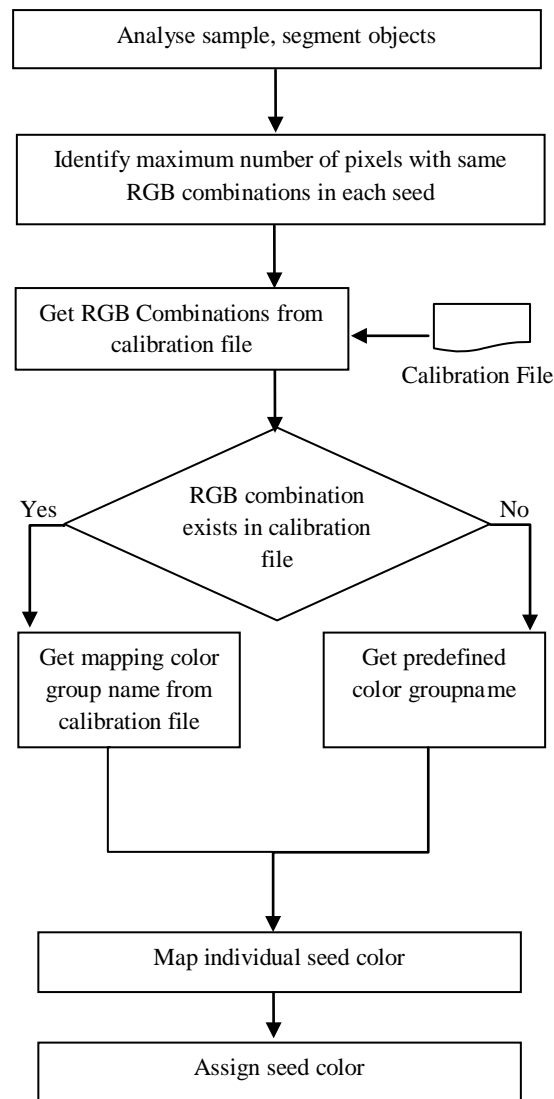 Analyse sample, segment objects
Identify maximum number of pixels with same
RGB combinations in each seed
Get RGB Combinations from
calibration file
Calibration File
RGB combination
exists in calibration
file
Yes
No
Get mapping color
group name from
calibration file
Get predefined
color groupname
Map individual seed color
Assign seed color